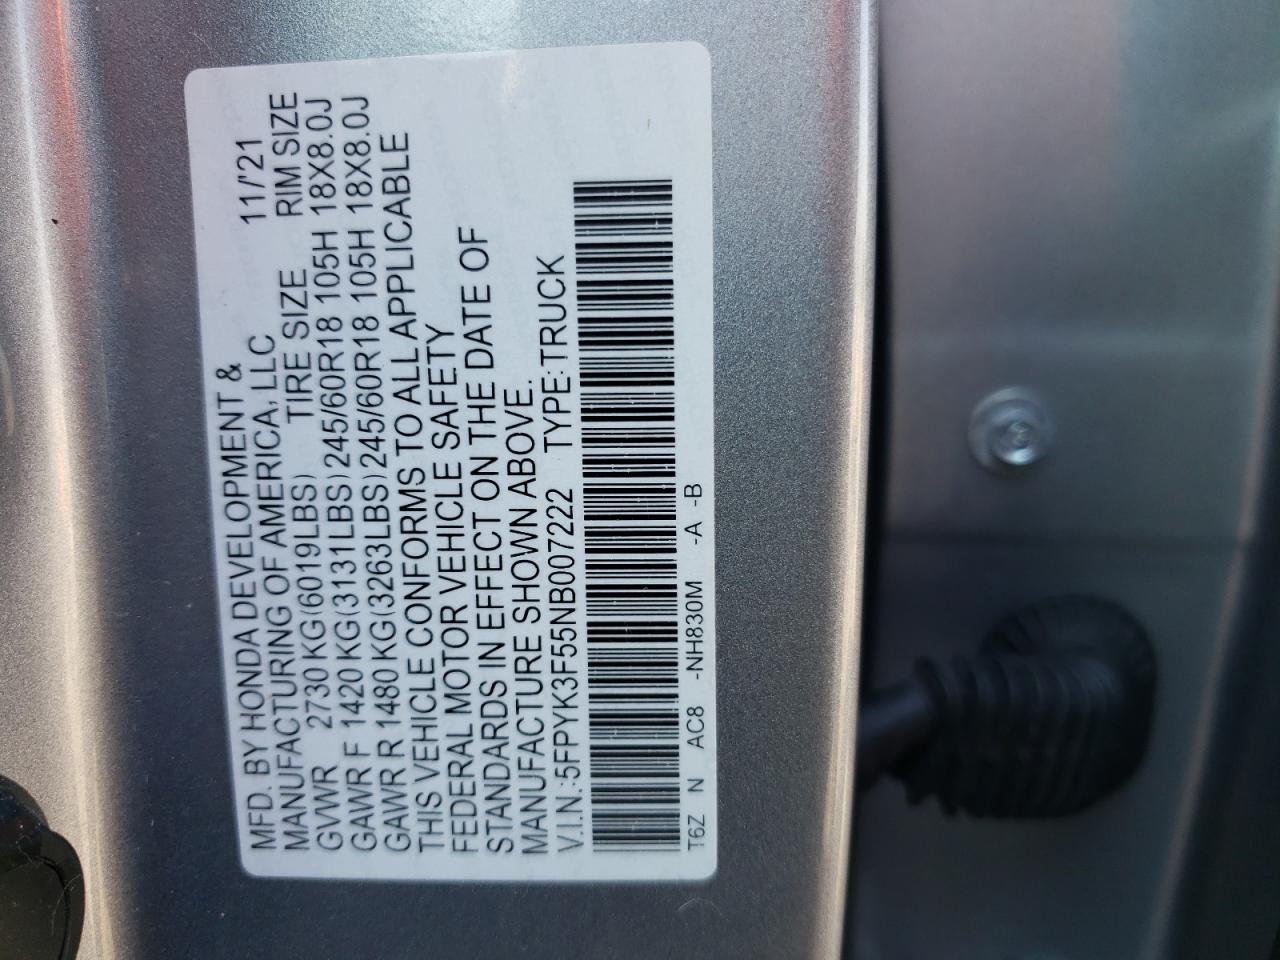 MFD. BY HONDA DEVELOPMENT &
MANUFACTURING OF AMERICA, LLC 11/'21
GVWR 2730 KG(6019LBS) TIRE SIZE RIM SIZE
GAWR F 1420 KG(3131LBS) 245/60R18 105H 18X8.0J
GAWR R 1480 KG(3263LBS) 245/60R18 105H 18X8.0J
THIS VEHICLE CONFORMS TO ALL APPLICABLE
FEDERAL MOTOR VEHICLE SAFETY
STANDARDS IN EFFECT ON THE DATE OF
MANUFACTURE SHOWN ABOVE.
V.I.N.:5FPYK3F55NB007222 TYPE:TRUCK
T6Z N AC8 -NH830M -A -B